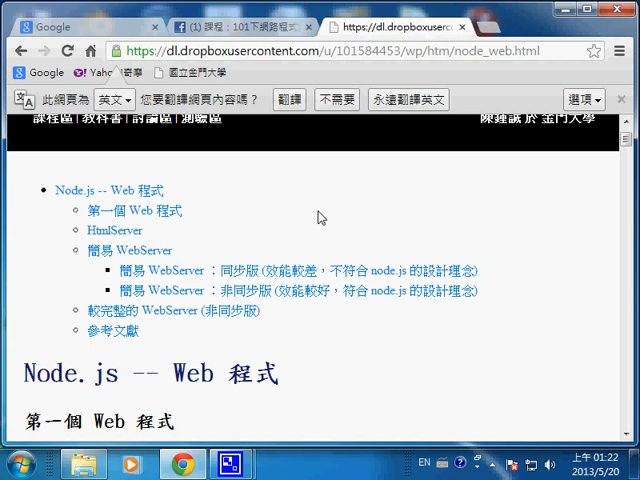 Google
(1) 課程：101下網路程式
https://dl.dropboxusercontent.com
https://dl.dropboxusercontent.com/u/101584453/wp/htm/node_web.html
Google Yahoo!奇摩 國立金門大學
此網頁為 英文 您要翻譯網頁內容嗎？ 翻譯 不需要 永遠翻譯英文 選項
課程區 | 教科書 | 討論區 | 測驗區 陳鍾誠 於 金門大學
Node.js -- Web 程式
第一個 Web 程式
HtmlServer
簡易 WebServer
簡易 WebServer ：同步版 (效能較差，不符合 node.js 的設計理念)
簡易 WebServer ：非同步版 (效能較好，符合 node.js 的設計理念)
較完整的 WebServer (非同步版)
參考文獻
Node.js -- Web 程式
第一個 Web 程式
EN
上午 01:22
2013/5/20